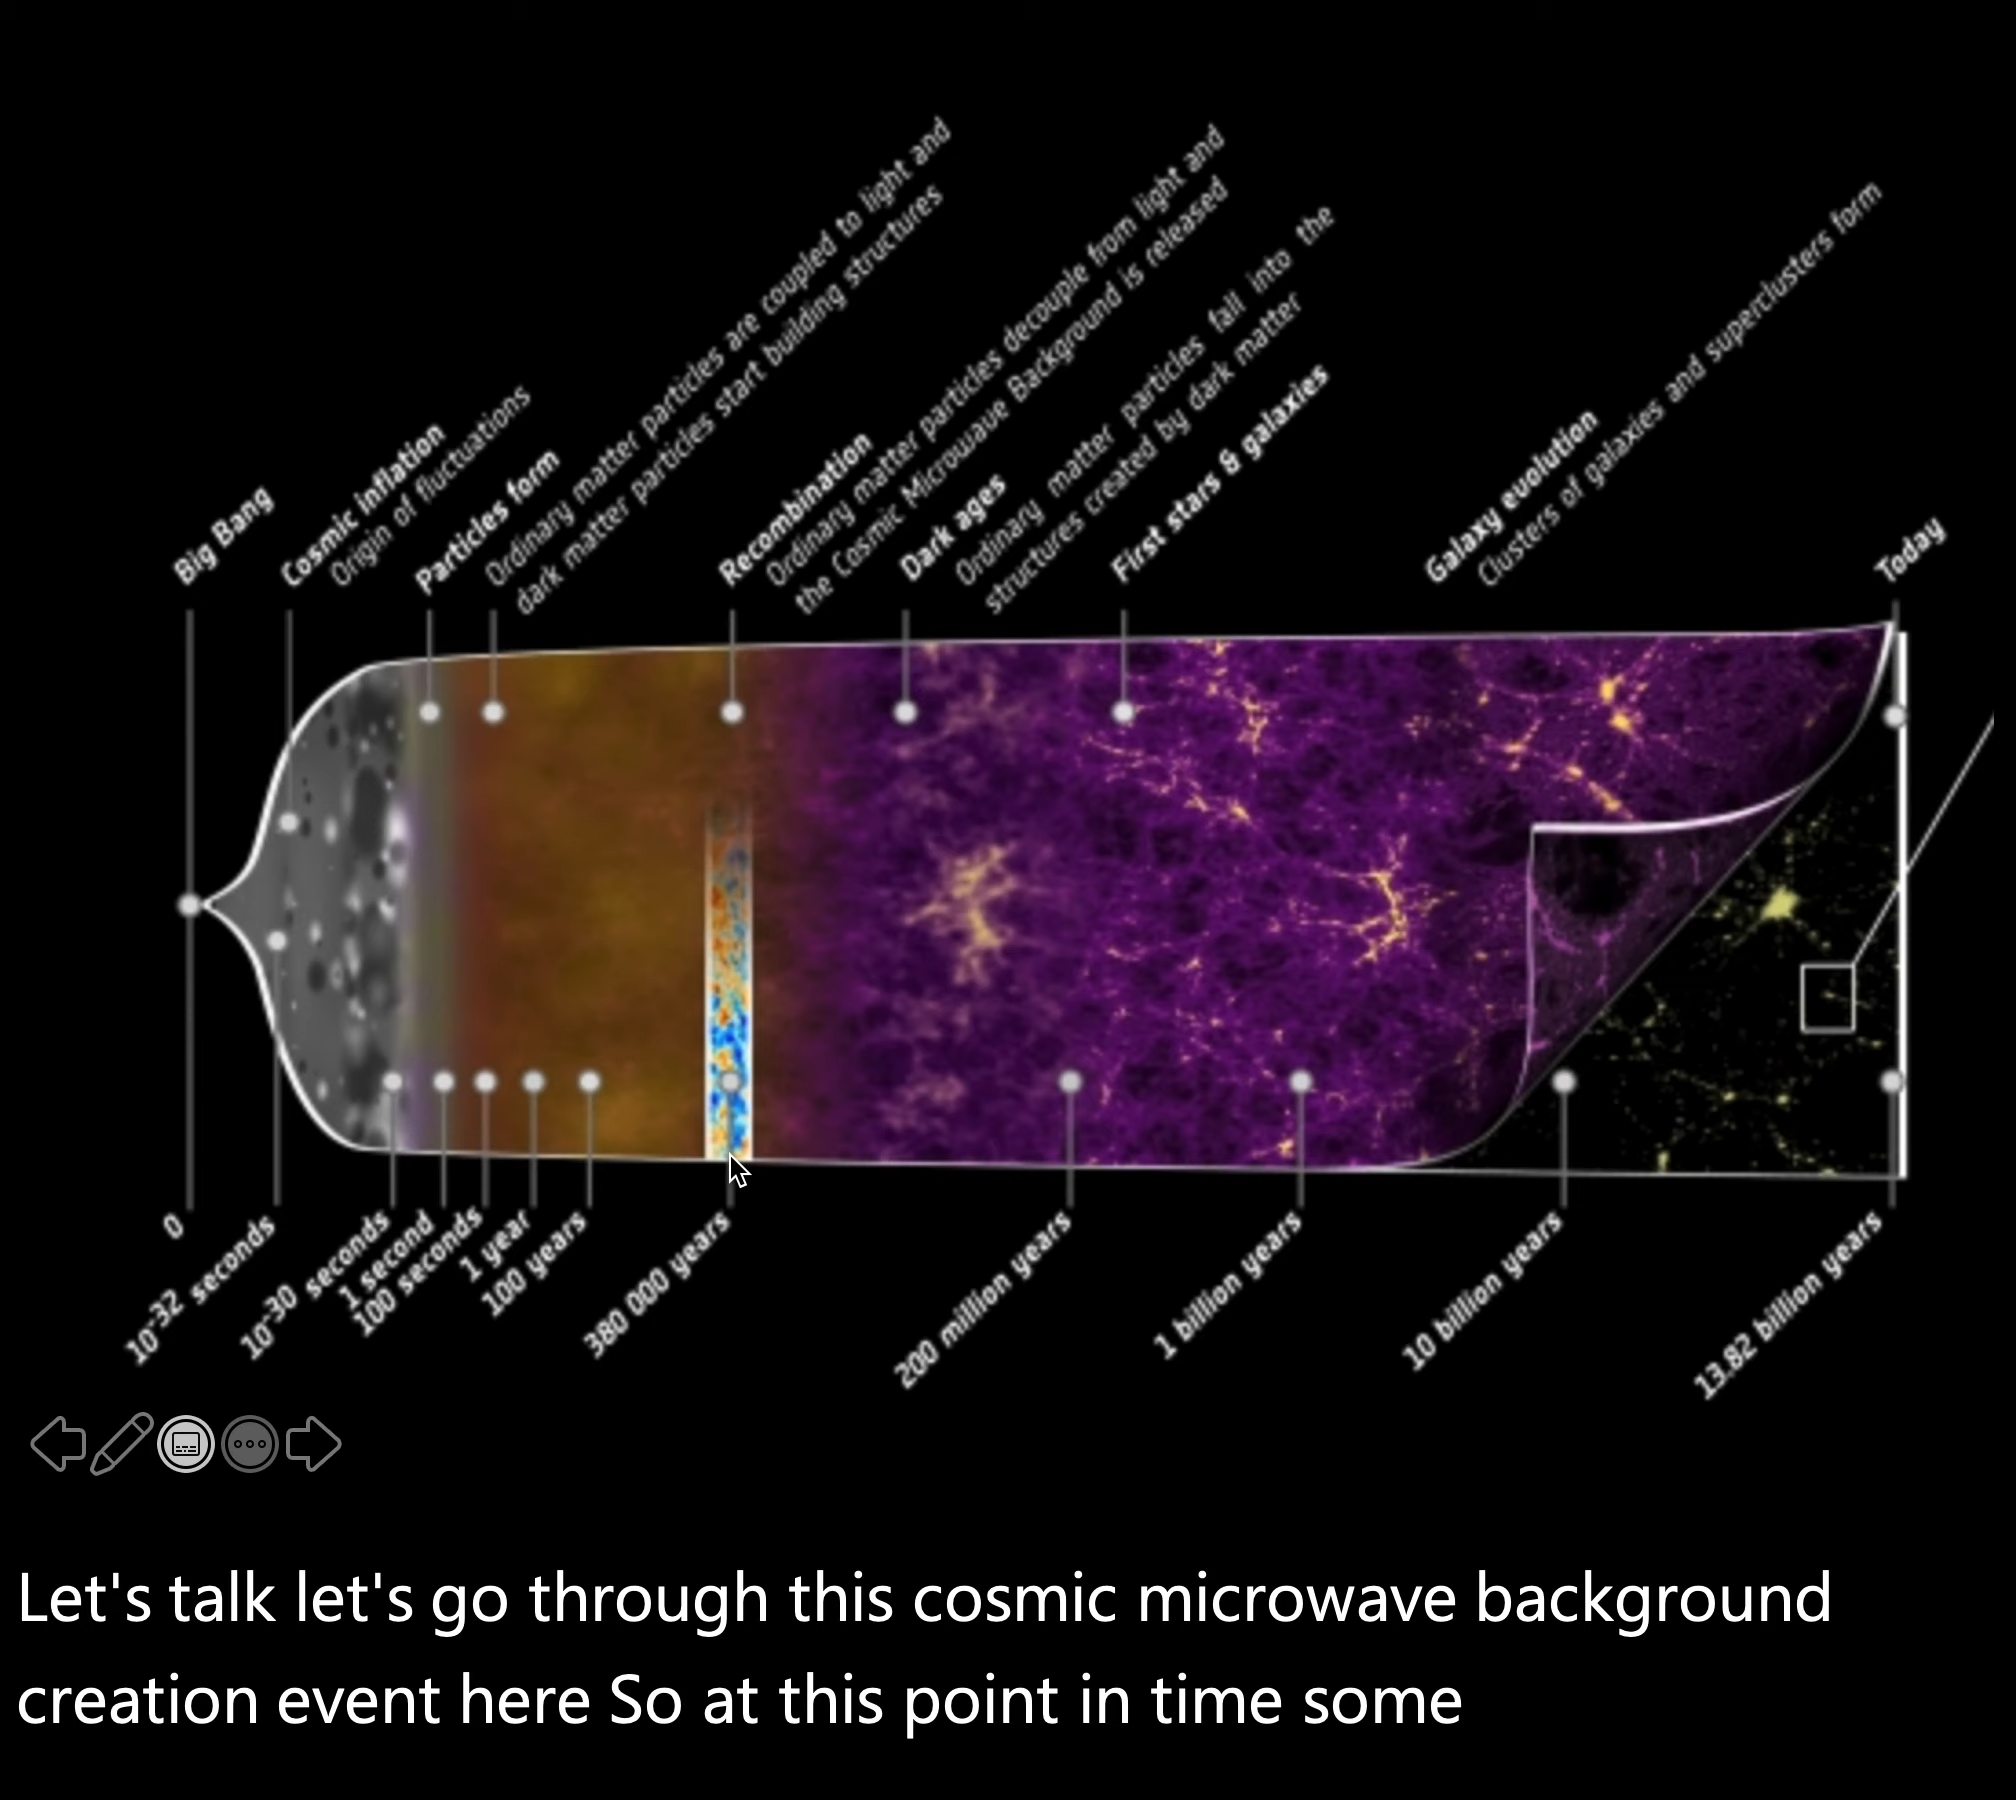 Big Bang
Cosmic inflation
Origin of fluctuations
Particles form
Ordinary matter particles are coupled to light and
dark matter particles start building structures
Recombination
Ordinary matter particles decouple from light and
the Cosmic Microwave Background is released
Dark ages
Ordinary matter particles fall into the
structures created by dark matter
First stars & galaxies
Galaxy evolution
Clusters of galaxies and superclusters form
Today
0
10⁻³² seconds
10⁻³⁰ seconds
1 second
100 seconds
1 year
100 years
380 000 years
200 million years
1 billion years
10 billion years
13.82 billion years
Let's talk let's go through this cosmic microwave background
creation event here So at this point in time some